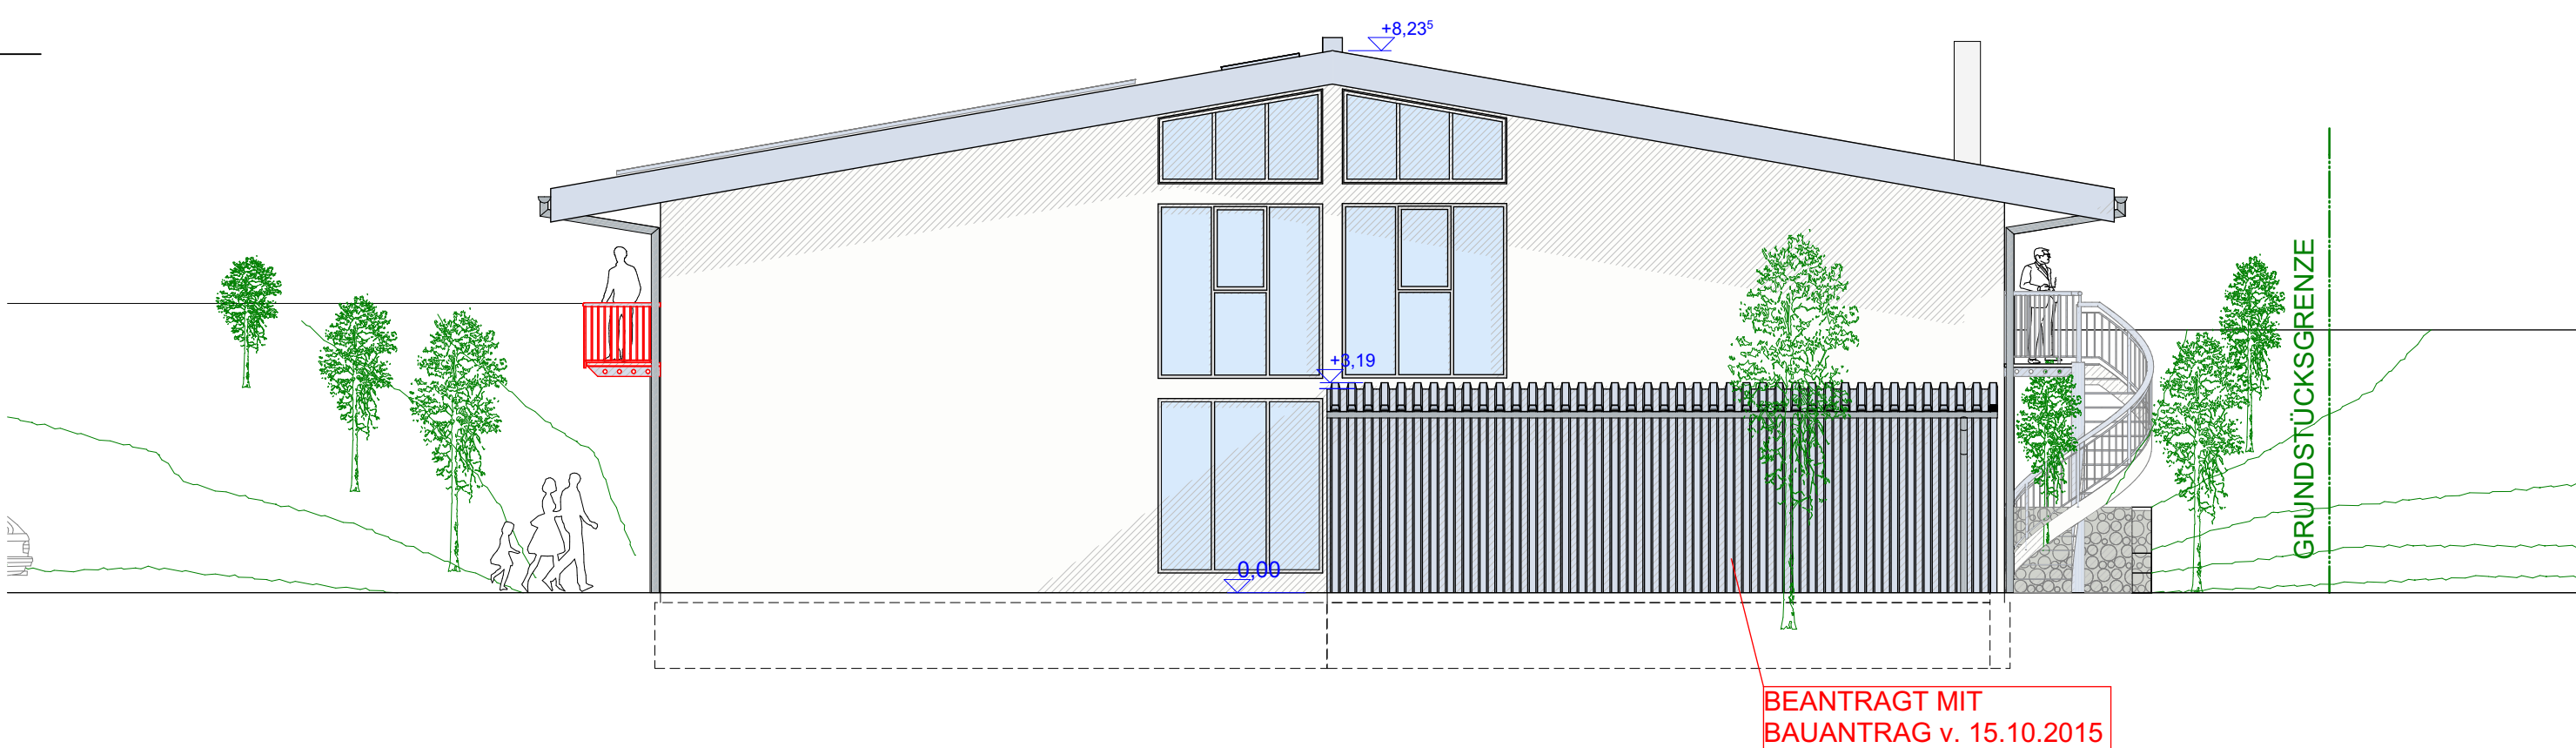 +8,23⁵
GRUNDSTÜCKSGRENZE
+3,19
0,00
BEANTRAGT MIT
BAUANTRAG v. 15.10.2015